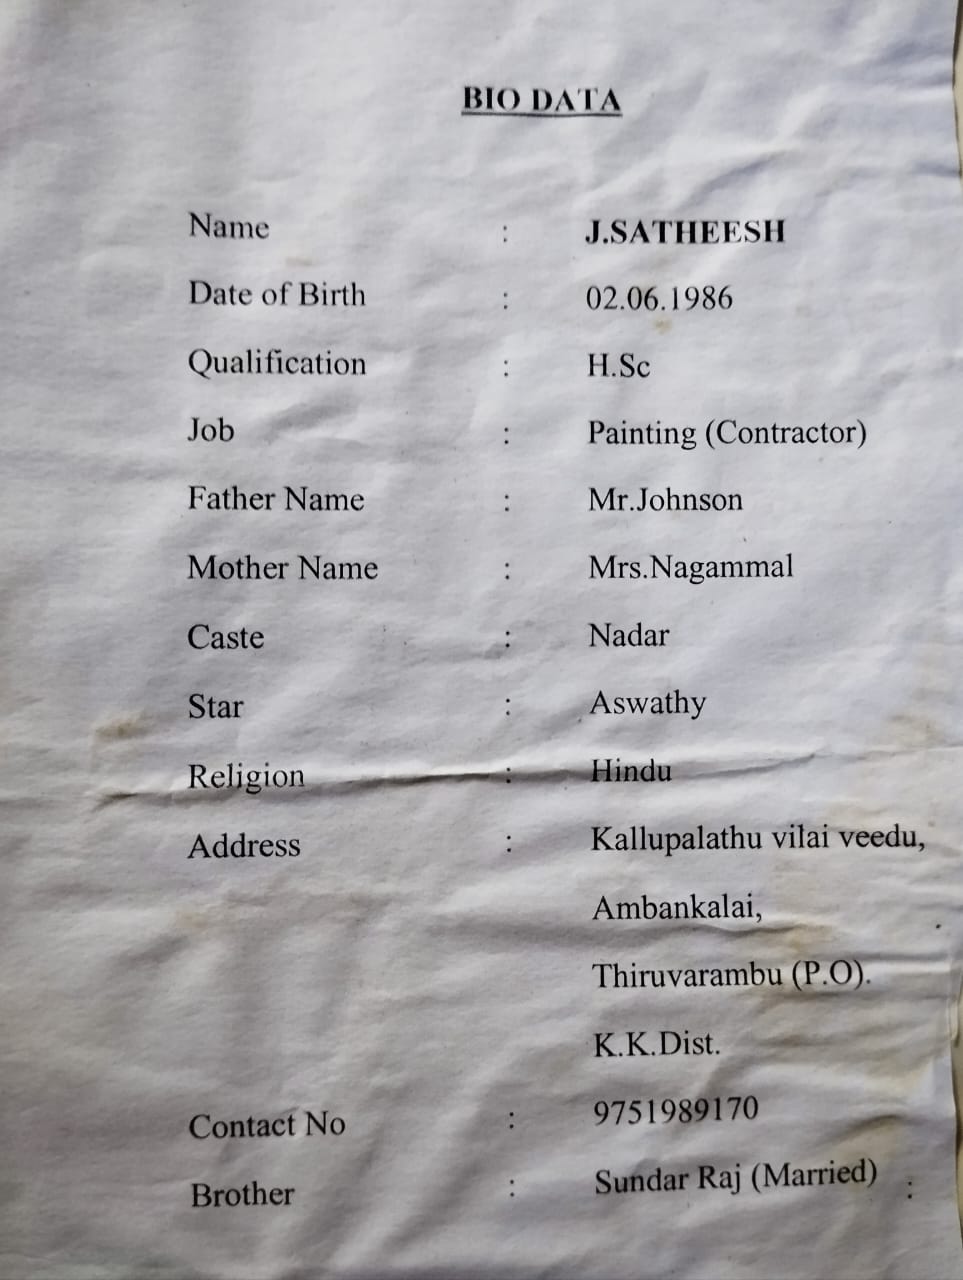 BIO DATA
Name : J.SATHEESH
Date of Birth : 02.06.1986
Qualification : H.Sc
Job : Painting (Contractor)
Father Name : Mr.Johnson
Mother Name : Mrs.Nagammal
Caste : Nadar
Star : Aswathy
Religion : Hindu
Address : Kallupalathu vilai veedu,
Ambankalai,
Thiruvarambu (P.O).
K.K.Dist.
Contact No : 9751989170
Brother : Sundar Raj (Married) :